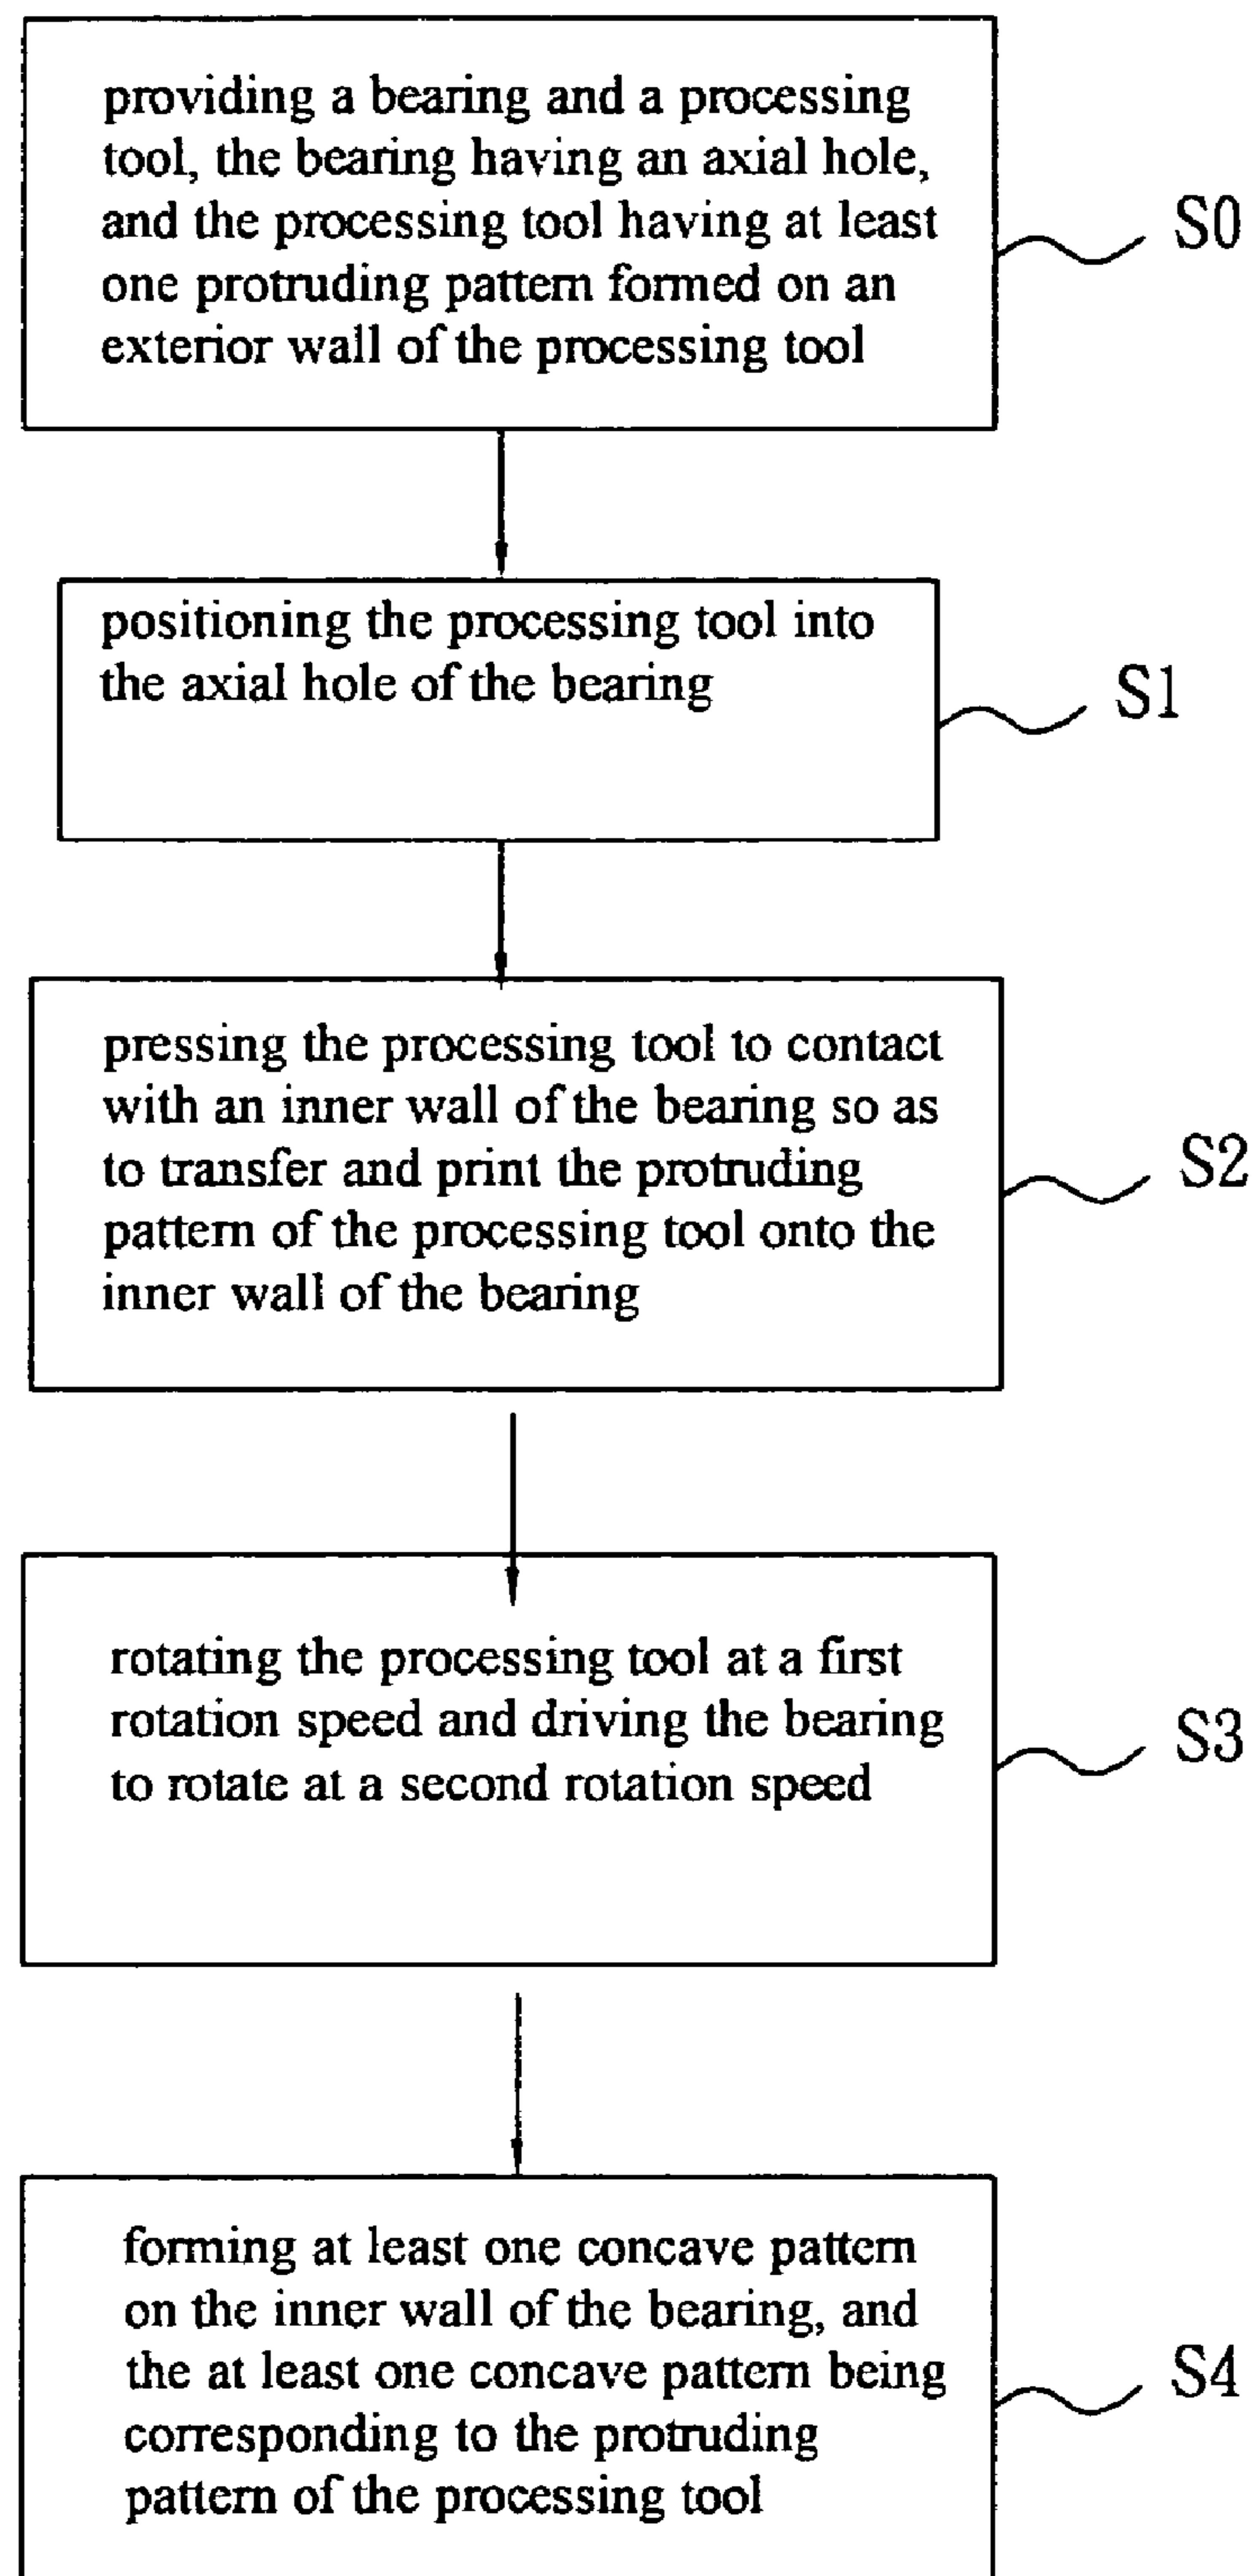 providing a bearing and a processing
tool, the bearing having an axial hole,
and the processing tool having at least
one protruding pattern formed on an
exterior wall of the processing tool
S0
positioning the processing tool into
the axial hole of the bearing
S1
pressing the processing tool to contact
with an inner wall of the bearing so as
to transfer and print the protruding
pattern of the processing tool onto the
inner wall of the bearing
S2
rotating the processing tool at a first
rotation speed and driving the bearing
to rotate at a second rotation speed
S3
forming at least one concave pattern
on the inner wall of the bearing, and
the at least one concave pattern being
corresponding to the protruding
pattern of the processing tool
S4